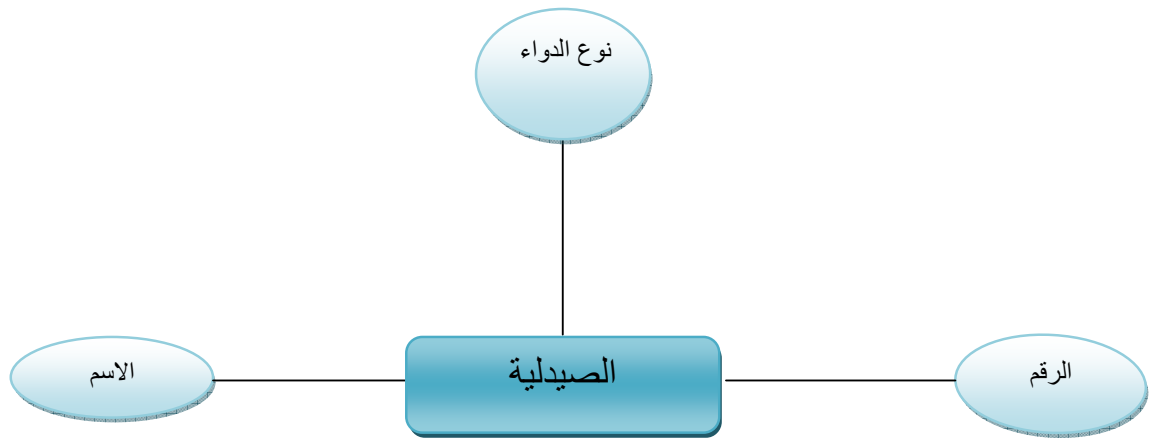 نوع الدواء
الرقم
الصيدلية
الاسم